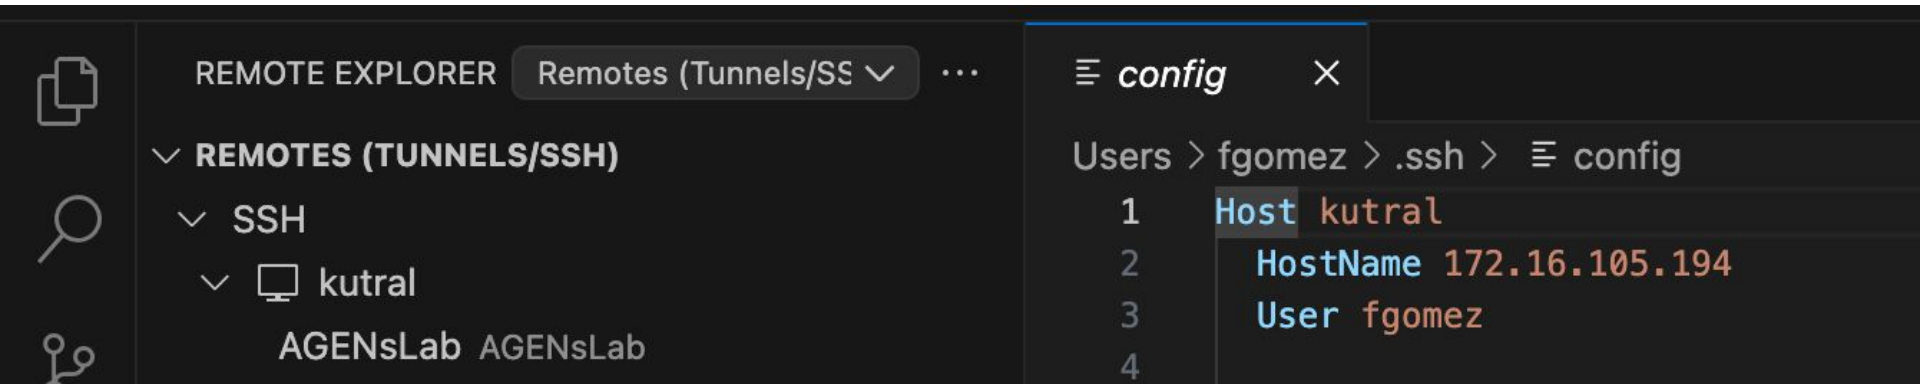 REMOTE EXPLORER Remotes (Tunnels/SS
REMOTES (TUNNELS/SSH)
SSH
kutral
AGENsLab AGENsLab
config
Users > fgomez > .ssh > config
1 Host kutral
2 HostName 172.16.105.194
3 User fgomez
4